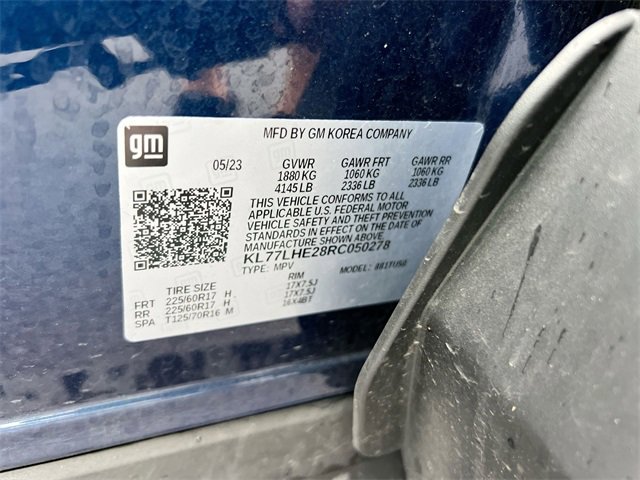 gm
MFD BY GM KOREA COMPANY
05/23 GVWR GAWR FRT GAWR RR
1880 KG 1060 KG 1060 KG
4145 LB 2336 LB 2336 LB
THIS VEHICLE CONFORMS TO ALL
APPLICABLE U.S. FEDERAL MOTOR
VEHICLE SAFETY AND THEFT PREVENTION
STANDARDS IN EFFECT ON THE DATE OF
MANUFACTURE SHOWN ABOVE.
KL77LHE28RC050278
TYPE: MPV MODEL:
TIRE SIZE RIM
FRT 225/60R17 H 17X7.5J
RR 225/60R17 H 17X7.5J
SPA T125/70R16 M 16X4BT